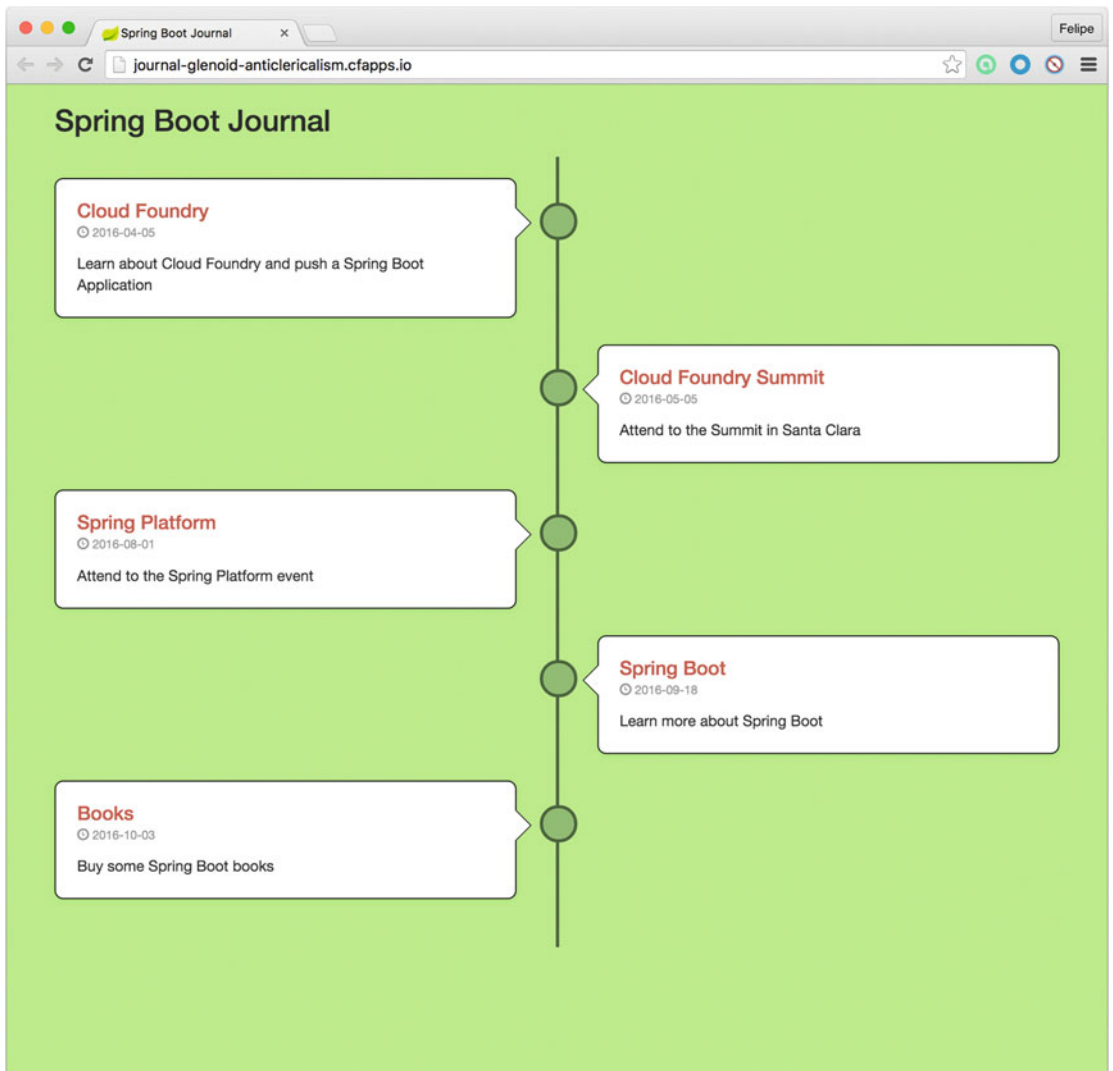 Spring Boot Journal
Felipe
journal-glenoid-anticlericalism.cfapps.io
Spring Boot Journal
Cloud Foundry
2016-04-05
Learn about Cloud Foundry and push a Spring Boot
Application
Cloud Foundry Summit
2016-05-05
Attend to the Summit in Santa Clara
Spring Platform
2016-08-01
Attend to the Spring Platform event
Spring Boot
2016-09-18
Learn more about Spring Boot
Books
2016-10-03
Buy some Spring Boot books